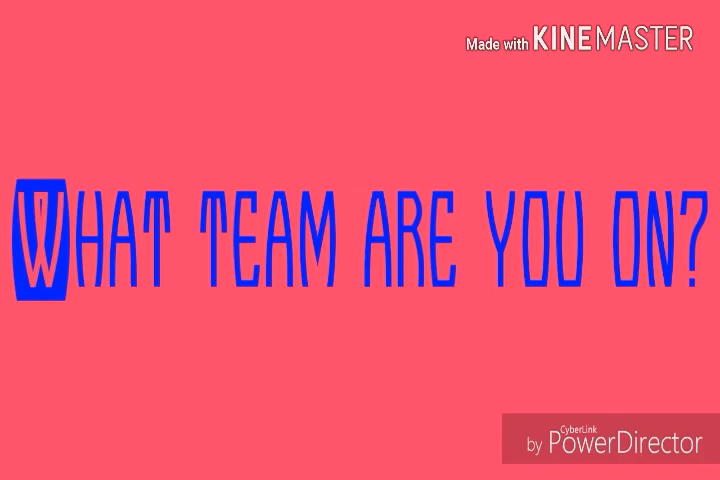 Made with KINEMASTER
WHAT TEAM ARE YOU ON?
CyberLink
by PowerDirector